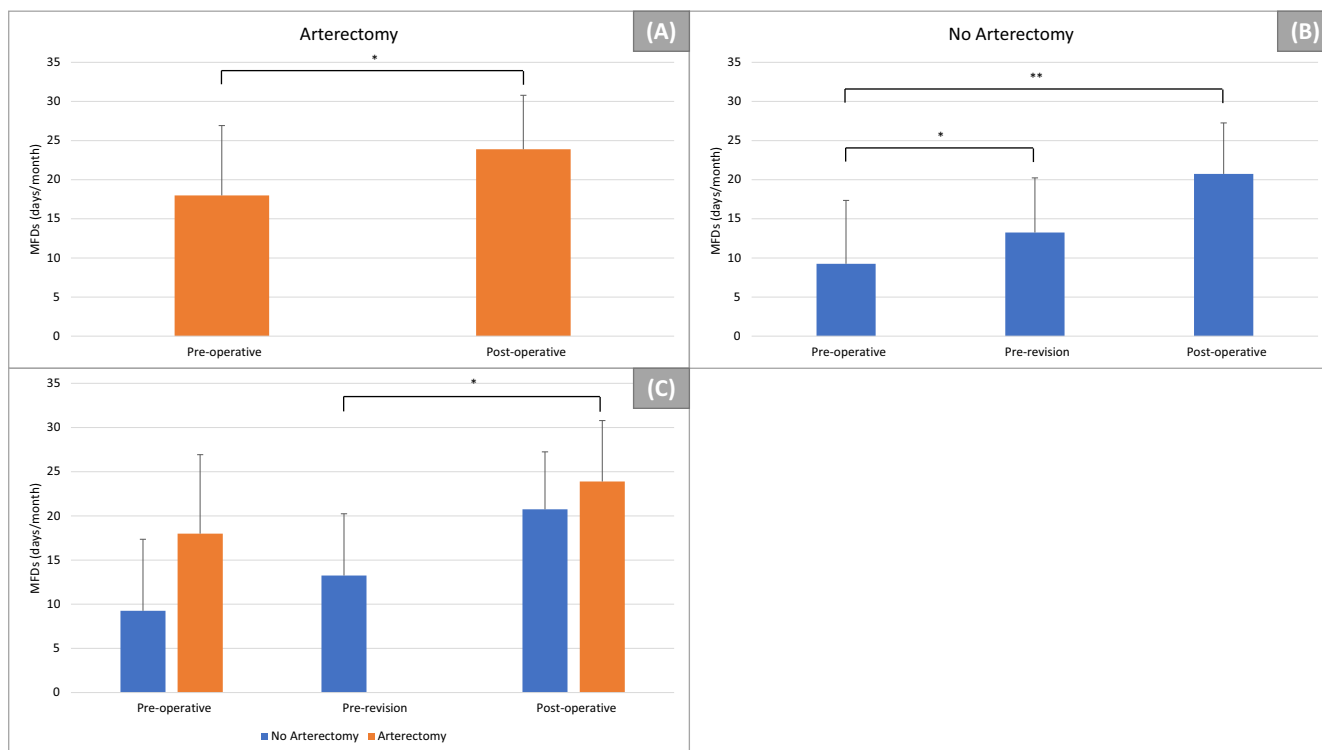 Arterectomy
(A)
*
35
30
25
20
15
10
5
0
MFDs (days/month)
Pre-operative
Post-operative
No Arterectomy
(B)
**
*
35
30
25
20
15
10
5
0
MFDs (days/month)
Pre-operative
Pre-revision
Post-operative
(C)
*
35
30
25
20
15
10
5
0
MFDs (days/month)
Pre-operative
Pre-revision
Post-operative
No Arterectomy
Arterectomy